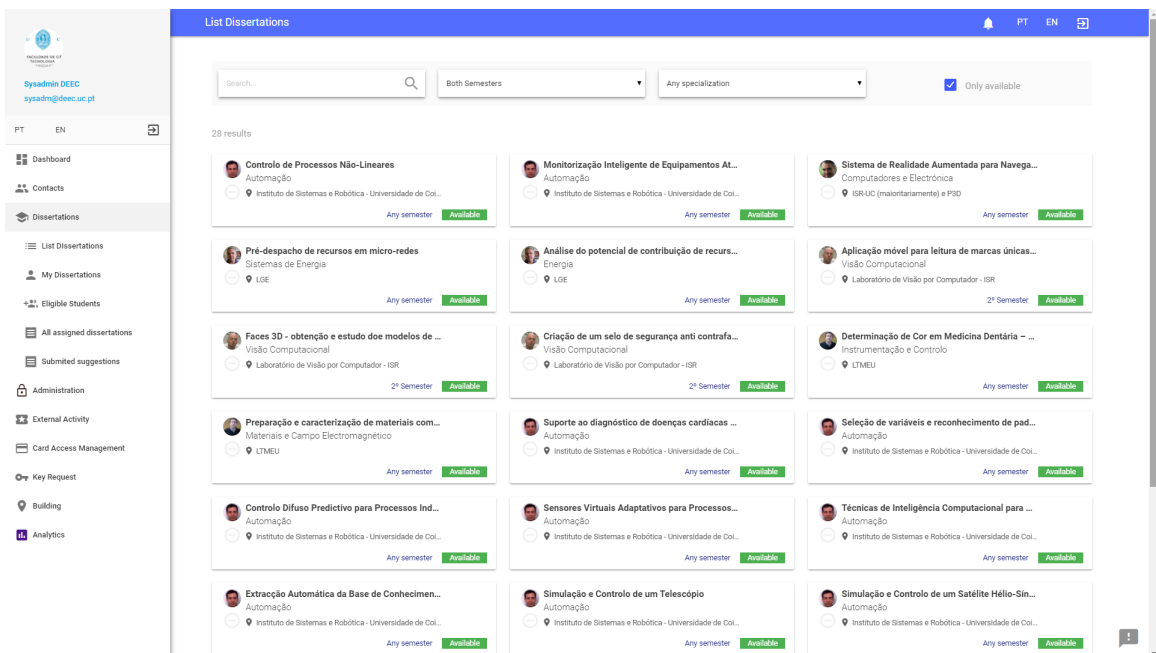 List Dissertations
PT EN
FACULDADE DE CIT
TECNOLOGIA
Sysadmin DEEC
sysadm@deec.uc.pt
PT EN
Dashboard
Contacts
Dissertations
List DIssertations
My Dissertations
Eligible Students
All assigned dissertations
Submited suggestions
Administration
External Activity
Card Access Management
Key Request
Building
Analytics
Search...
Both Semesters
Any specialization
Only available
28 results
Controlo de Processos Não-Lineares
Automação
Instituto de Sistemas e Robótica - Universidade de Coi...
Any semester Available
Monitorização Inteligente de Equipamentos At...
Automação
Instituto de Sistemas e Robótica - Universidade de Coi...
Any semester Available
Sistema de Realidade Aumentada para Navega...
Computadores e Electrónica
ISR-UC (maioritariamente) e P3D
Any semester Available
Pré-despacho de recursos em micro-redes
Sistemas de Energia
LGE
Any semester Available
Análise do potencial de contribuição de recurs...
Energia
LGE
Any semester Available
Aplicação móvel para leitura de marcas únicas...
Visão Computacional
Laboratório de Visão por Computador - ISR
2º Semester Available
Faces 3D - obtenção e estudo doe modelos de ...
Visão Computacional
Laboratório de Visão por Computador - ISR
2º Semester Available
Criação de um selo de segurança anti contrafa...
Visão Computacional
Laboratório de Visão por Computador - ISR
2º Semester Available
Determinação de Cor em Medicina Dentária – ...
Instrumentação e Controlo
LTMEU
Any semester Available
Preparação e caracterização de materiais com...
Materiais e Campo Electromagnético
LTMEU
Any semester Available
Suporte ao diagnóstico de doenças cardíacas ...
Automação
Instituto de Sistemas e Robótica - Universidade de Coi...
Any semester Available
Seleção de variáveis e reconhecimento de pad...
Automação
Instituto de Sistemas e Robótica - Universidade de Coi...
Any semester Available
Controlo Difuso Predictivo para Processos Ind...
Automação
Instituto de Sistemas e Robótica - Universidade de Coi...
Any semester Available
Sensores Virtuais Adaptativos para Processos...
Automação
Instituto de Sistemas e Robótica - Universidade de Coi...
Any semester Available
Técnicas de Inteligência Computacional para ...
Automação
Instituto de Sistemas e Robótica - Universidade de Coi...
Any semester Available
Extracção Automática da Base de Conhecimen...
Automação
Instituto de Sistemas e Robótica - Universidade de Coi...
Any semester Available
Simulação e Controlo de um Telescópio
Automação
Instituto de Sistemas e Robótica - Universidade de Coi...
Any semester Available
Simulação e Controlo de um Satélite Hélio-Sín...
Automação
Instituto de Sistemas e Robótica - Universidade de Coi...
Any semester Available